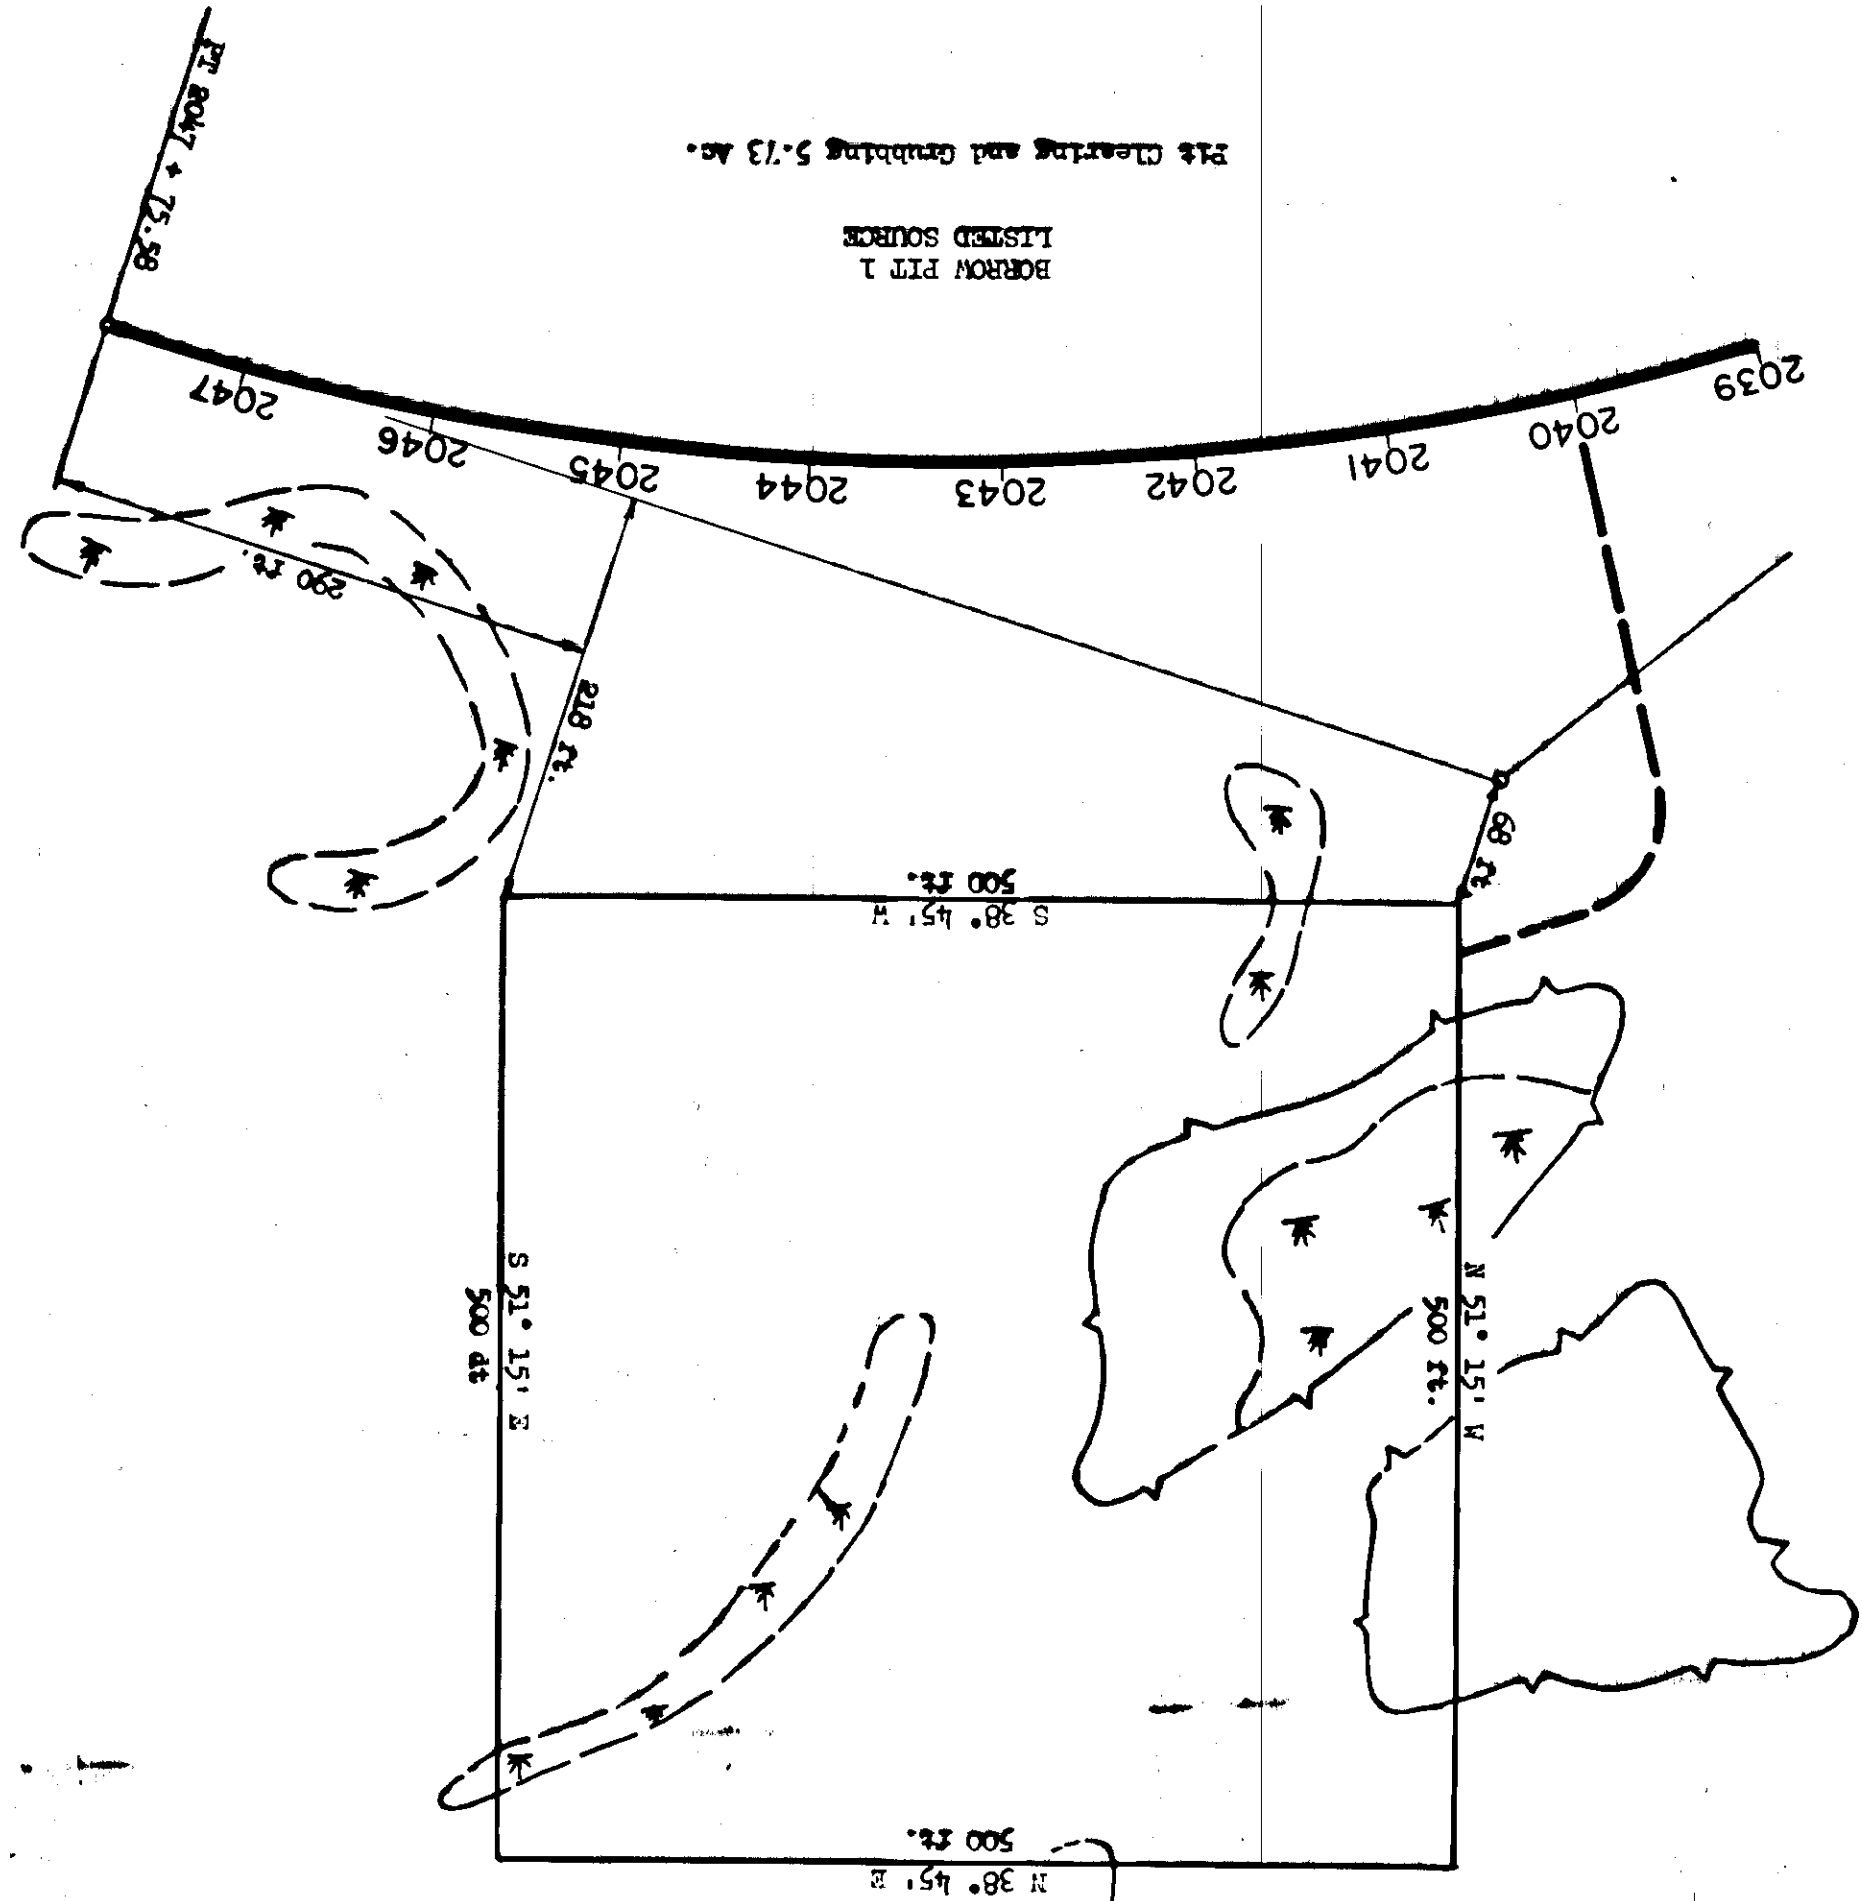 N 38° 45' E
500 ft.
N 51° 15' W
500 ft.
S 51° 15' E
500 dt
S 38° 45' W
500 ft.
68 ft
218 ft.
290 ft.
2039
2040
2041
2042
2043
2044
2045
2046
2047
BORROW PIT 1
LISTED SOURCE
Pit Clearing and Grubbing 5.73 Ac.
PT 2047 + 75.58